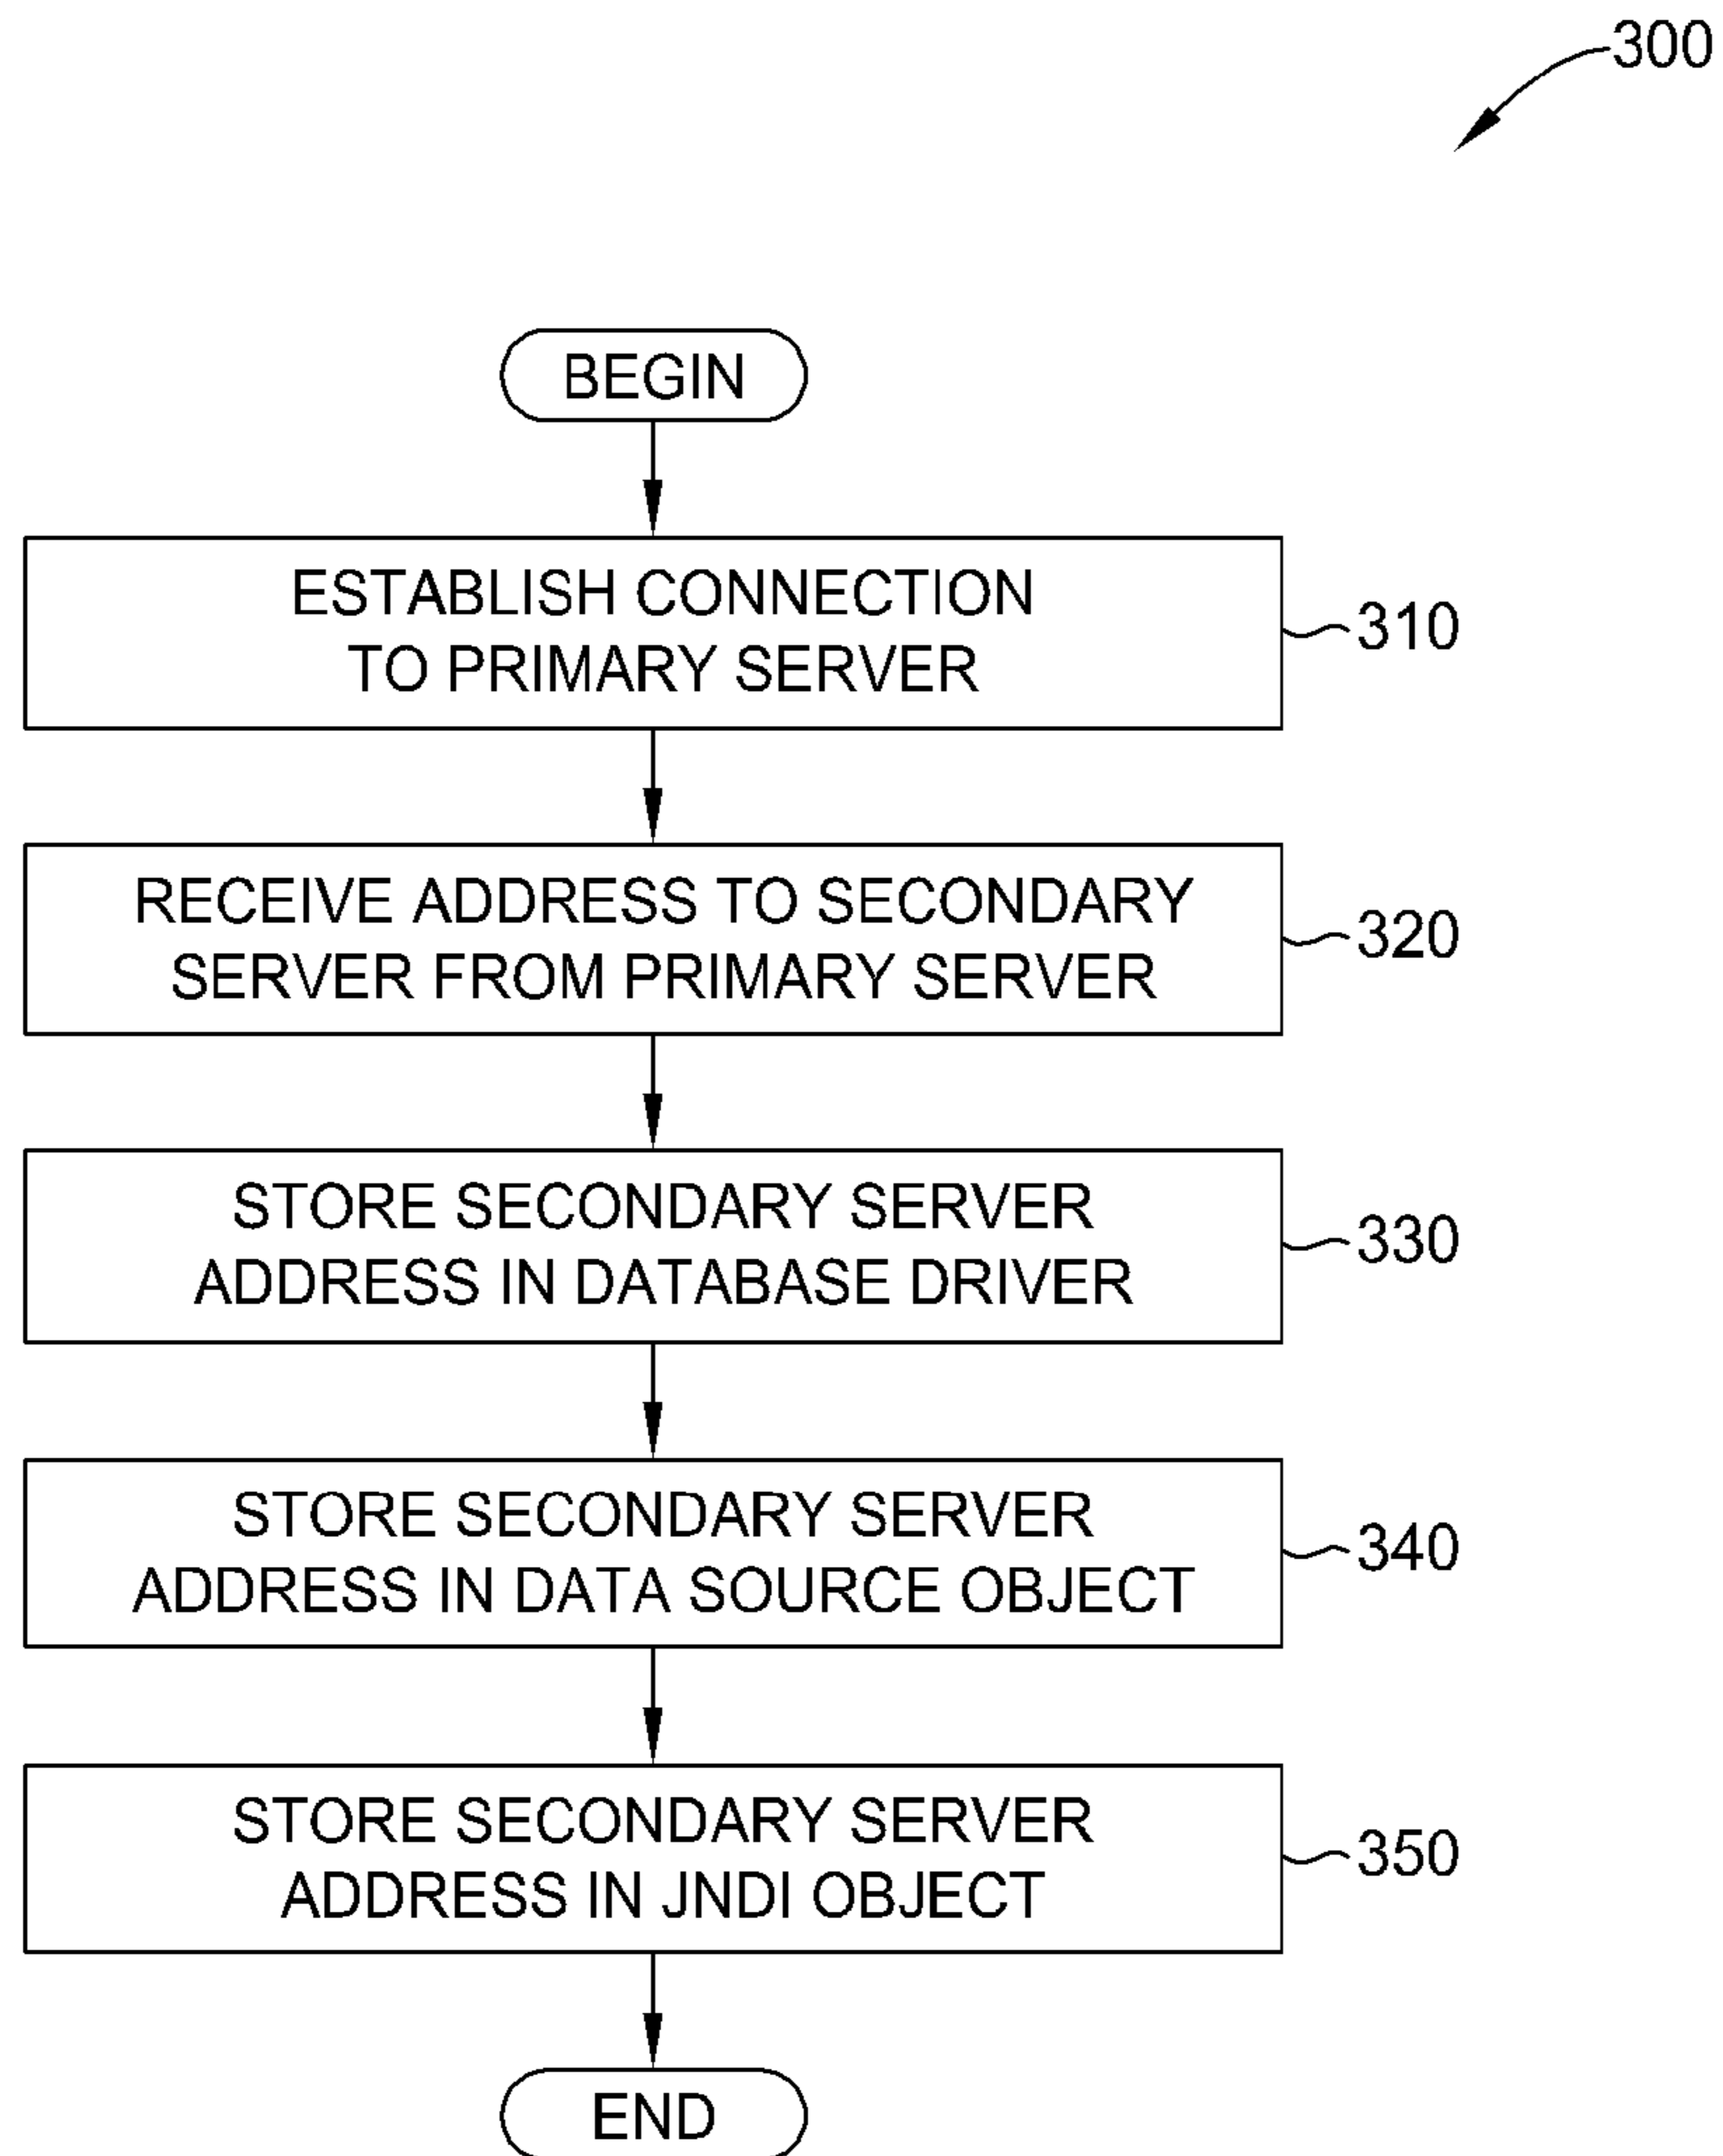 300
BEGIN
ESTABLISH CONNECTION
TO PRIMARY SERVER
310
RECEIVE ADDRESS TO SECONDARY
SERVER FROM PRIMARY SERVER
320
STORE SECONDARY SERVER
ADDRESS IN DATABASE DRIVER
330
STORE SECONDARY SERVER
ADDRESS IN DATA SOURCE OBJECT
340
STORE SECONDARY SERVER
ADDRESS IN JNDI OBJECT
350
END